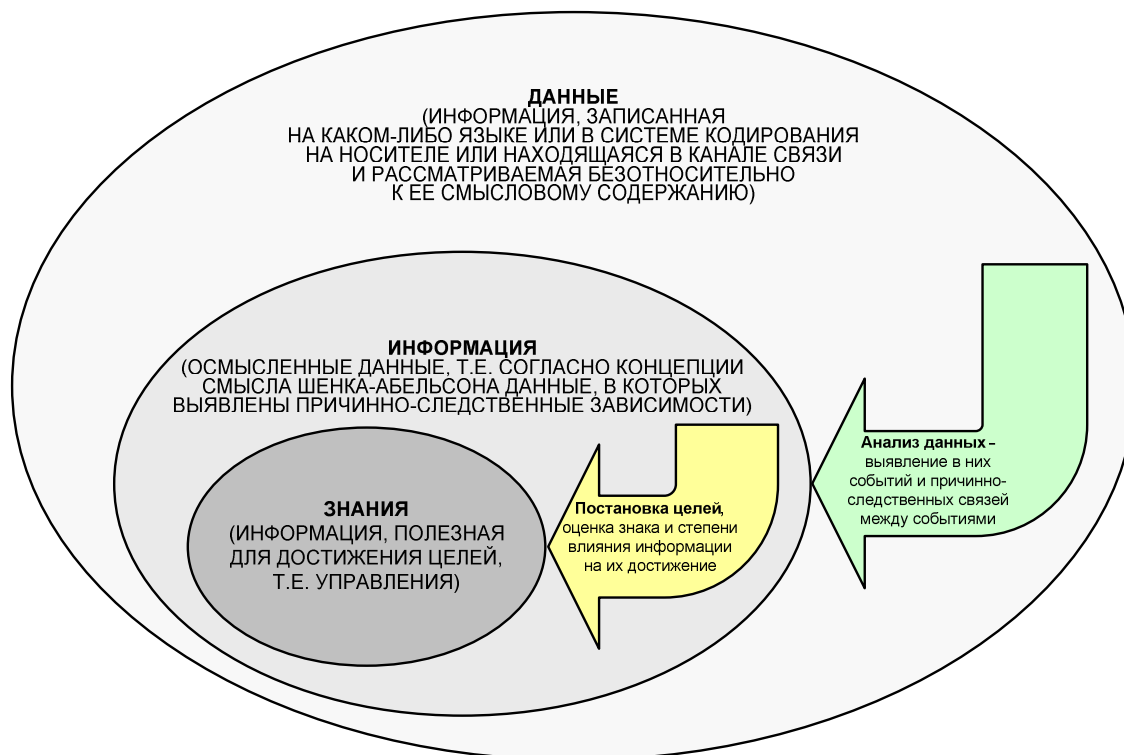 ДАННЫЕ
(ИНФОРМАЦИЯ, ЗАПИСАННАЯ
НА КАКОМ-ЛИБО ЯЗЫКЕ ИЛИ В СИСТЕМЕ КОДИРОВАНИЯ
НА НОСИТЕЛЕ ИЛИ НАХОДЯЩАЯСЯ В КАНАЛЕ СВЯЗИ
И РАССМАТРИВАЕМАЯ БЕЗОТНОСИТЕЛЬНО
К ЕЕ СМЫСЛОВОМУ СОДЕРЖАНИЮ)
ИНФОРМАЦИЯ
(ОСМЫСЛЕННЫЕ ДАННЫЕ, Т.Е. СОГЛАСНО КОНЦЕПЦИИ
СМЫСЛА ШЕНКА-АБЕЛЬСОНА ДАННЫЕ, В КОТОРЫХ
ВЫЯВЛЕНЫ ПРИЧИННО-СЛЕДСТВЕННЫЕ ЗАВИСИМОСТИ)
Анализ данных –
выявление в них
событий и причинно-
следственных связей
между событиями
Постановка целей,
оценка знака и степени
влияния информации
на их достижение
ЗНАНИЯ
(ИНФОРМАЦИЯ, ПОЛЕЗНАЯ
ДЛЯ ДОСТИЖЕНИЯ ЦЕЛЕЙ,
Т.Е. УПРАВЛЕНИЯ)